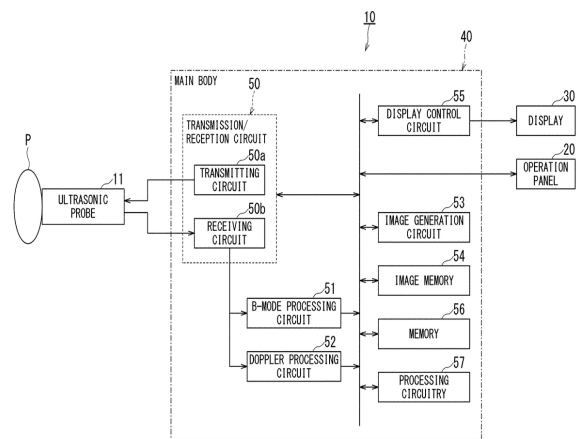 10
40
MAIN BODY
50
TRANSMISSION/
RECEPTION CIRCUIT
50a
TRANSMITTING
CIRCUIT
50b
RECEIVING
CIRCUIT
P
11
ULTRASONIC
PROBE
51
B-MODE PROCESSING
CIRCUIT
52
DOPPLER PROCESSING
CIRCUIT
55
DISPLAY CONTROL
CIRCUIT
30
DISPLAY
20
OPERATION
PANEL
53
IMAGE GENERATION
CIRCUIT
54
IMAGE MEMORY
56
MEMORY
57
PROCESSING
CIRCUITRY